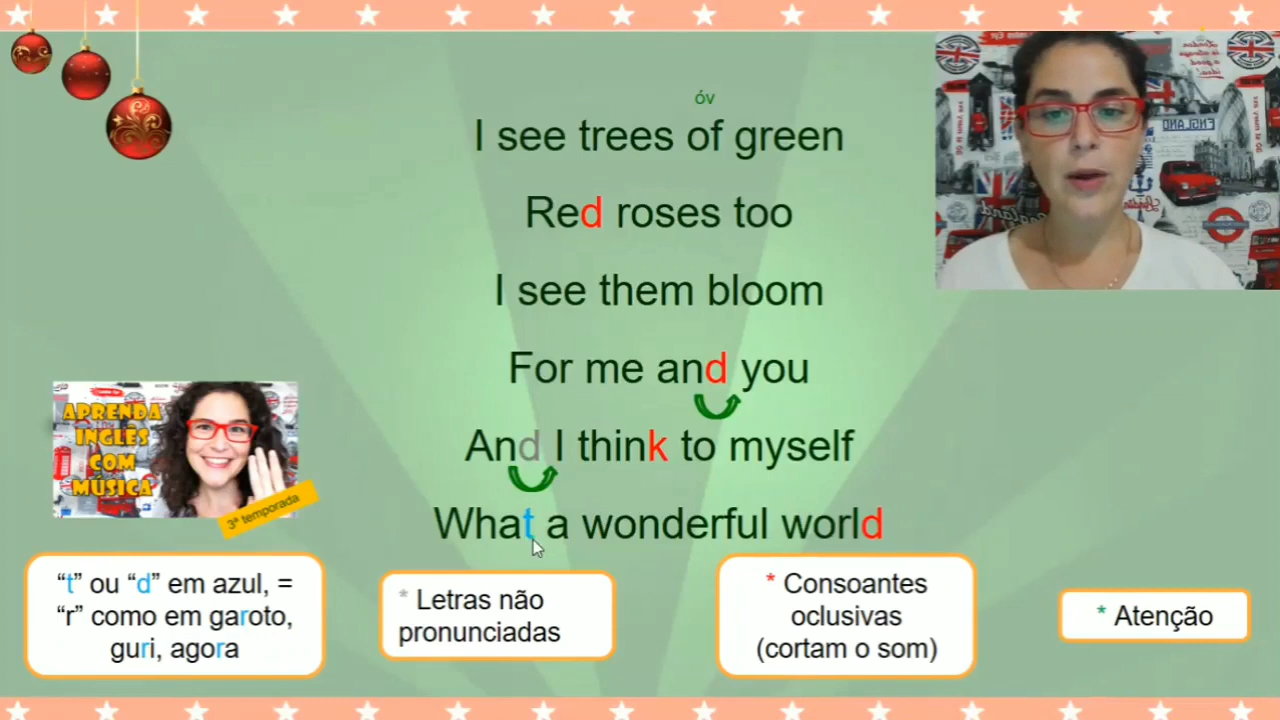 óv
I see trees of green
Red roses too
I see them bloom
For me and you
And I think to myself
What a wonderful world
APRENDA
INGLÊS
COM
MÚSICA
3ª temporada
“t” ou “d” em azul, =
“r” como em garoto,
guri, agora
* Letras não
pronunciadas
* Consoantes
oclusivas
(cortam o som)
* Atenção
ENGLAND
London